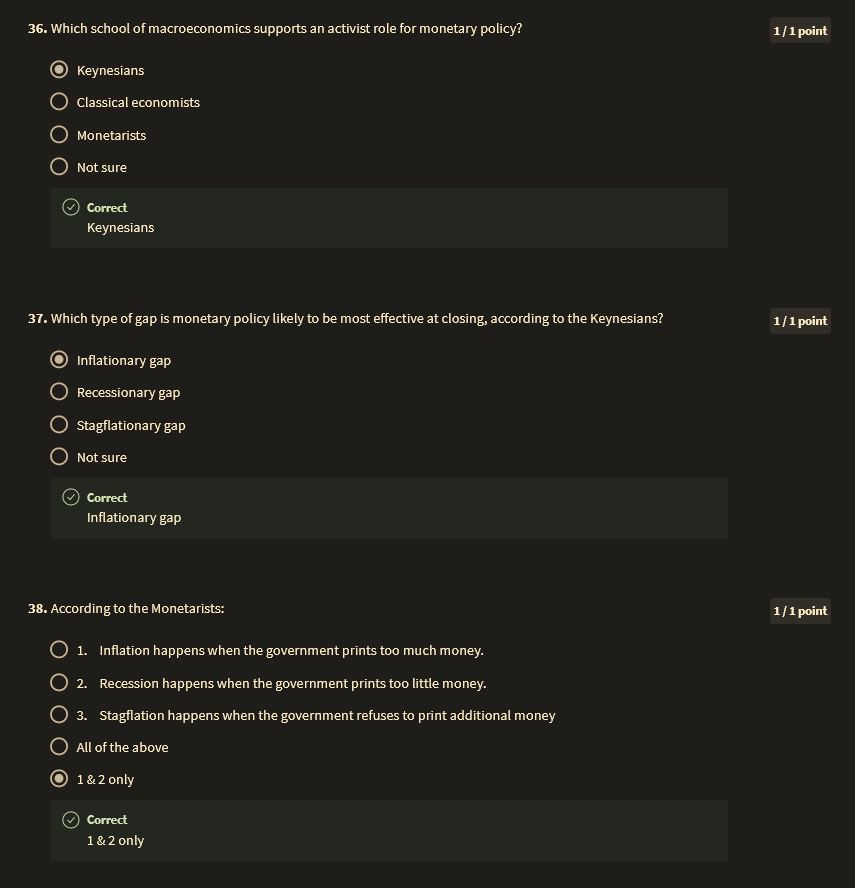 36. Which school of macroeconomics supports an activist role for monetary policy?
1 / 1 point
Keynesians
Classical economists
Monetarists
Not sure
Correct
Keynesians
37. Which type of gap is monetary policy likely to be most effective at closing, according to the Keynesians?
1 / 1 point
Inflationary gap
Recessionary gap
Stagflationary gap
Not sure
Correct
Inflationary gap
38. According to the Monetarists:
1 / 1 point
1. Inflation happens when the government prints too much money.
2. Recession happens when the government prints too little money.
3. Stagflation happens when the government refuses to print additional money
All of the above
1 & 2 only
Correct
1 & 2 only